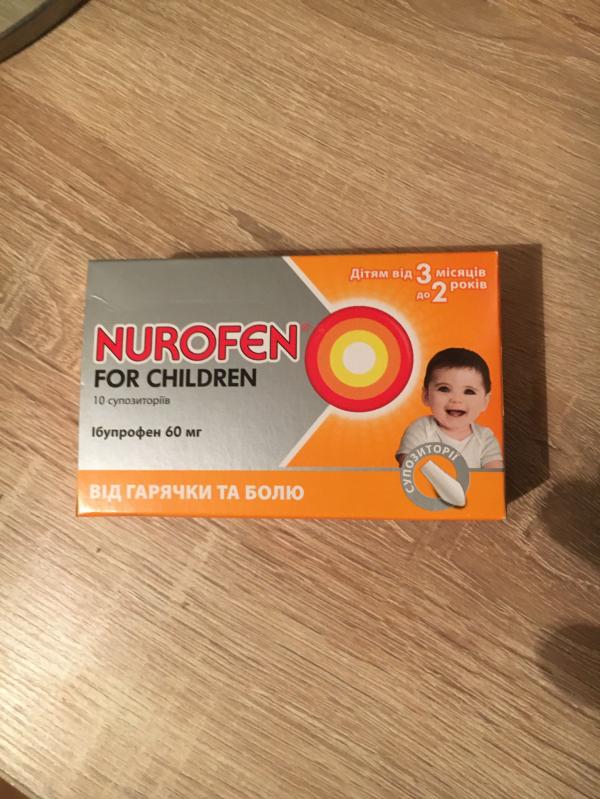 Дітям від 3 місяців
до 2 років
NUROFEN
FOR CHILDREN
10 супозиторіїв
Ібупрофен 60 мг
СУПОЗИТОРІЇ
ВІД ГАРЯЧКИ ТА БОЛЮ